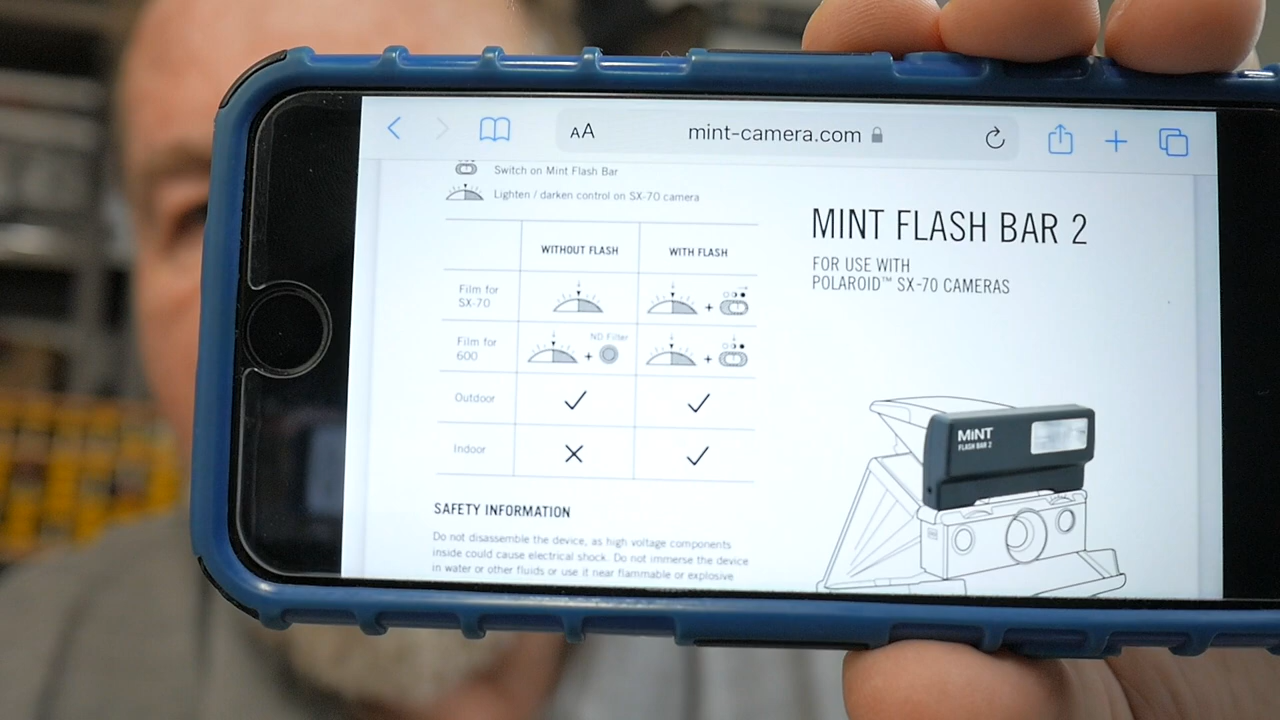 AA mint-camera.com
Switch on Mint Flash Bar
Lighten / darken control on SX-70 camera
WITHOUT FLASH WITH FLASH
Film for
SX-70
Film for
600
ND Filter
Outdoor
Indoor
SAFETY INFORMATION
Do not disassemble the device, as high voltage components
inside could cause electrical shock. Do not immerse the device
in water or other fluids or use it near flammable or explosive
MINT FLASH BAR 2
FOR USE WITH
POLAROID™ SX-70 CAMERAS
MiNT
FLASH BAR 2